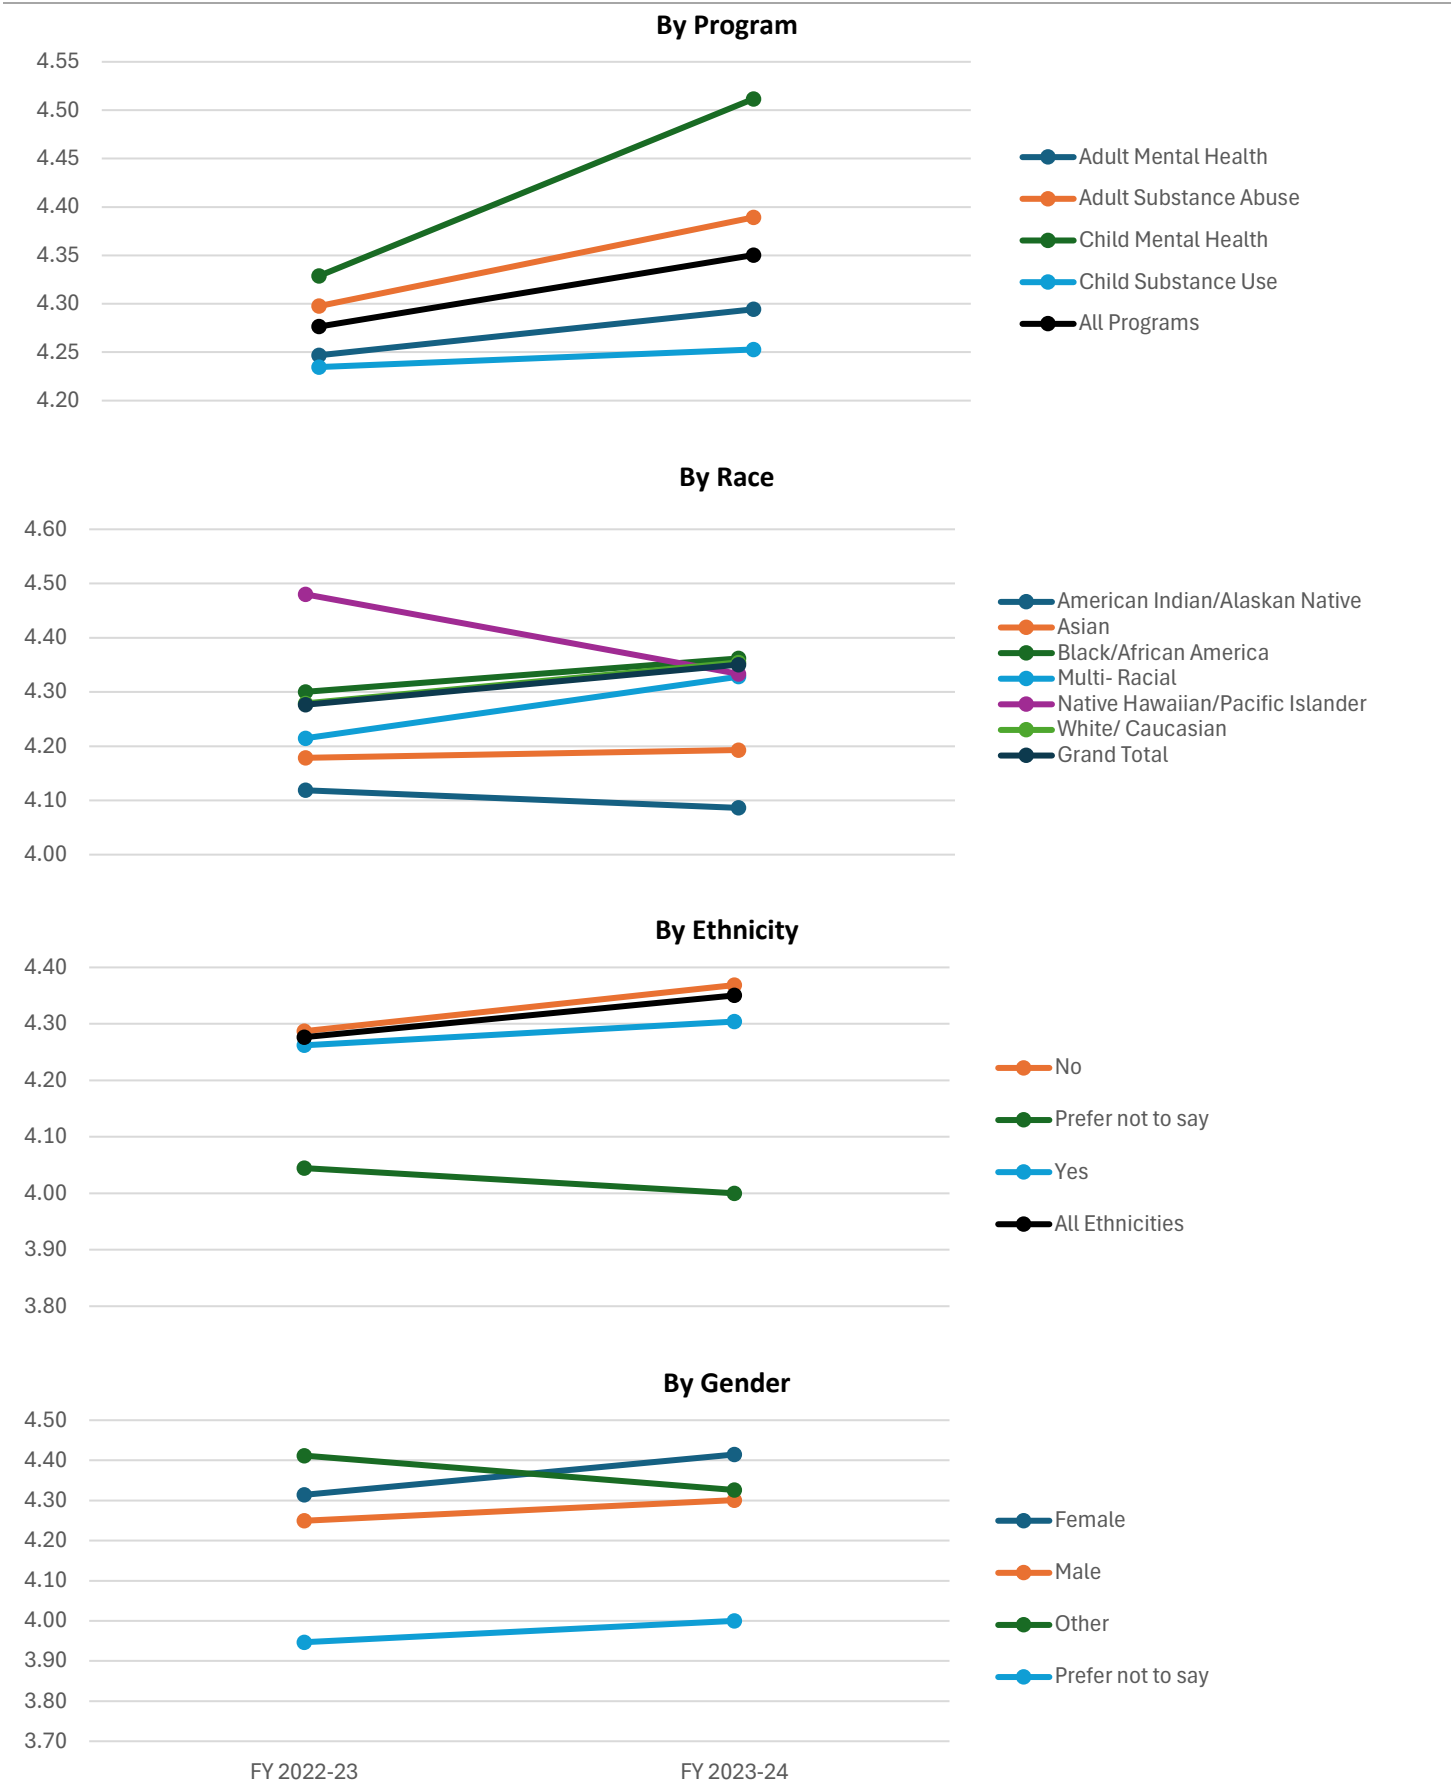 By Program
4.55
4.50
4.45
4.40
4.35
4.30
4.25
4.20
Adult Mental Health
Adult Substance Abuse
Child Mental Health
Child Substance Use
All Programs
By Race
4.60
4.50
4.40
4.30
4.20
4.10
4.00
American Indian/Alaskan Native
Asian
Black/African America
Multi- Racial
Native Hawaiian/Pacific Islander
White/ Caucasian
Grand Total
By Ethnicity
4.40
4.30
4.20
4.10
4.00
3.90
3.80
No
Prefer not to say
Yes
All Ethnicities
By Gender
4.50
4.40
4.30
4.20
4.10
4.00
3.90
3.80
3.70
Female
Male
Other
Prefer not to say
FY 2022-23 FY 2023-24